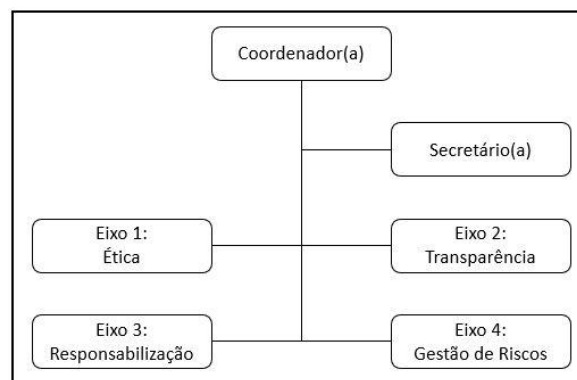 Coordenador(a)
Secretário(a)
Eixo 1:
Ética
Eixo 2:
Transparência
Eixo 3:
Responsabilização
Eixo 4:
Gestão de Riscos